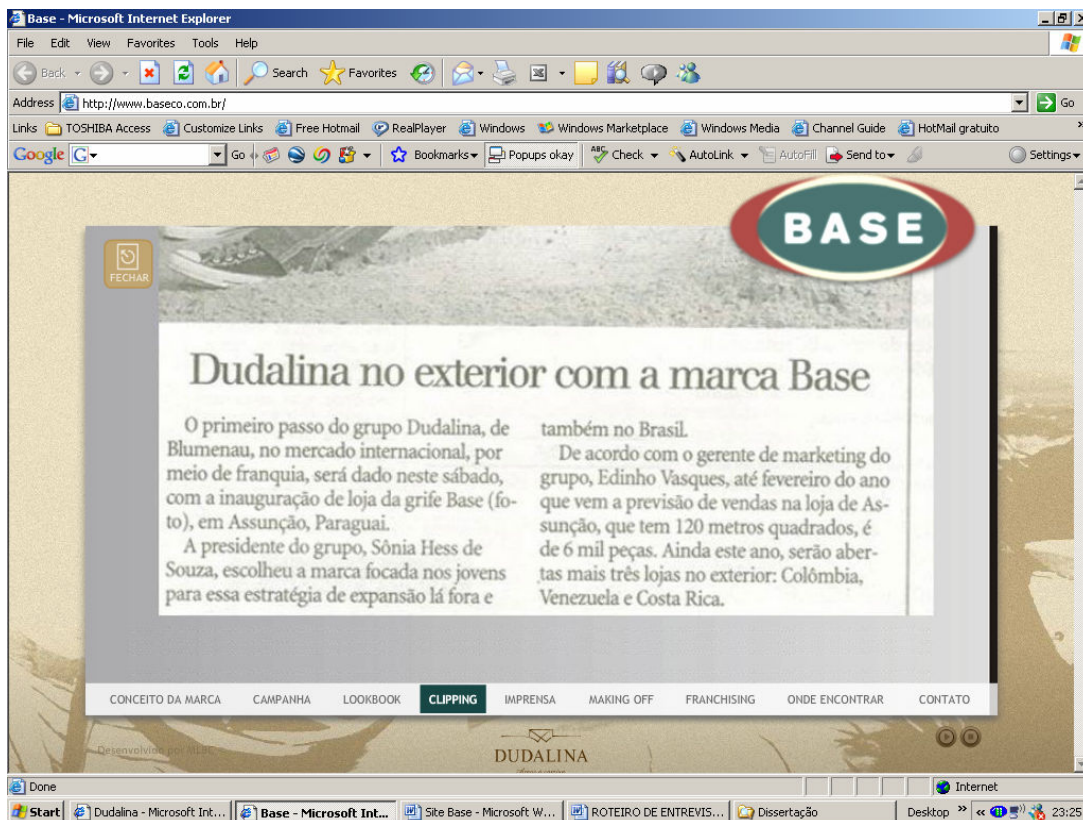 Base - Microsoft Internet Explorer
File Edit View Favorites Tools Help
Back Search Favorites
Address http://www.baseco.com.br/ Go
Links TOSHIBA Access Customize Links Free Hotmail RealPlayer Windows Windows Marketplace Windows Media Channel Guide HotMail gratuito »
Google G Go Bookmarks Popups okay ABC Check AutoLink AutoFill Send to Settings
BASE
FECHAR
Dudalina no exterior com a marca Base
O primeiro passo do grupo Dudalina, de
Blumenau, no mercado internacional, por
meio de franquia, será dado neste sábado,
com a inauguração de loja da grife Base (fo-
to), em Assunção, Paraguai.
A presidente do grupo, Sônia Hess de
Souza, escolheu a marca focada nos jovens
para essa estratégia de expansão lá fora e
também no Brasil.
De acordo com o gerente de marketing do
grupo, Edinho Vasques, até fevereiro do ano
que vem a previsão de vendas na loja de As-
sunção, que tem 120 metros quadrados, é
de 6 mil peças. Ainda este ano, serão aber-
tas mais três lojas no exterior: Colômbia,
Venezuela e Costa Rica.
CONCEITO DA MARCA CAMPANHA LOOKBOOK CLIPPING IMPRENSA MAKING OFF FRANCHISING ONDE ENCONTRAR CONTATO
Desenvolvido por
DUDALINA
Done Internet
Start Dudalina - Microsoft Int... Base - Microsoft Int... Site Base - Microsoft W... ROTEIRO DE ENTREVIS... Dissertação Desktop » « 23:25